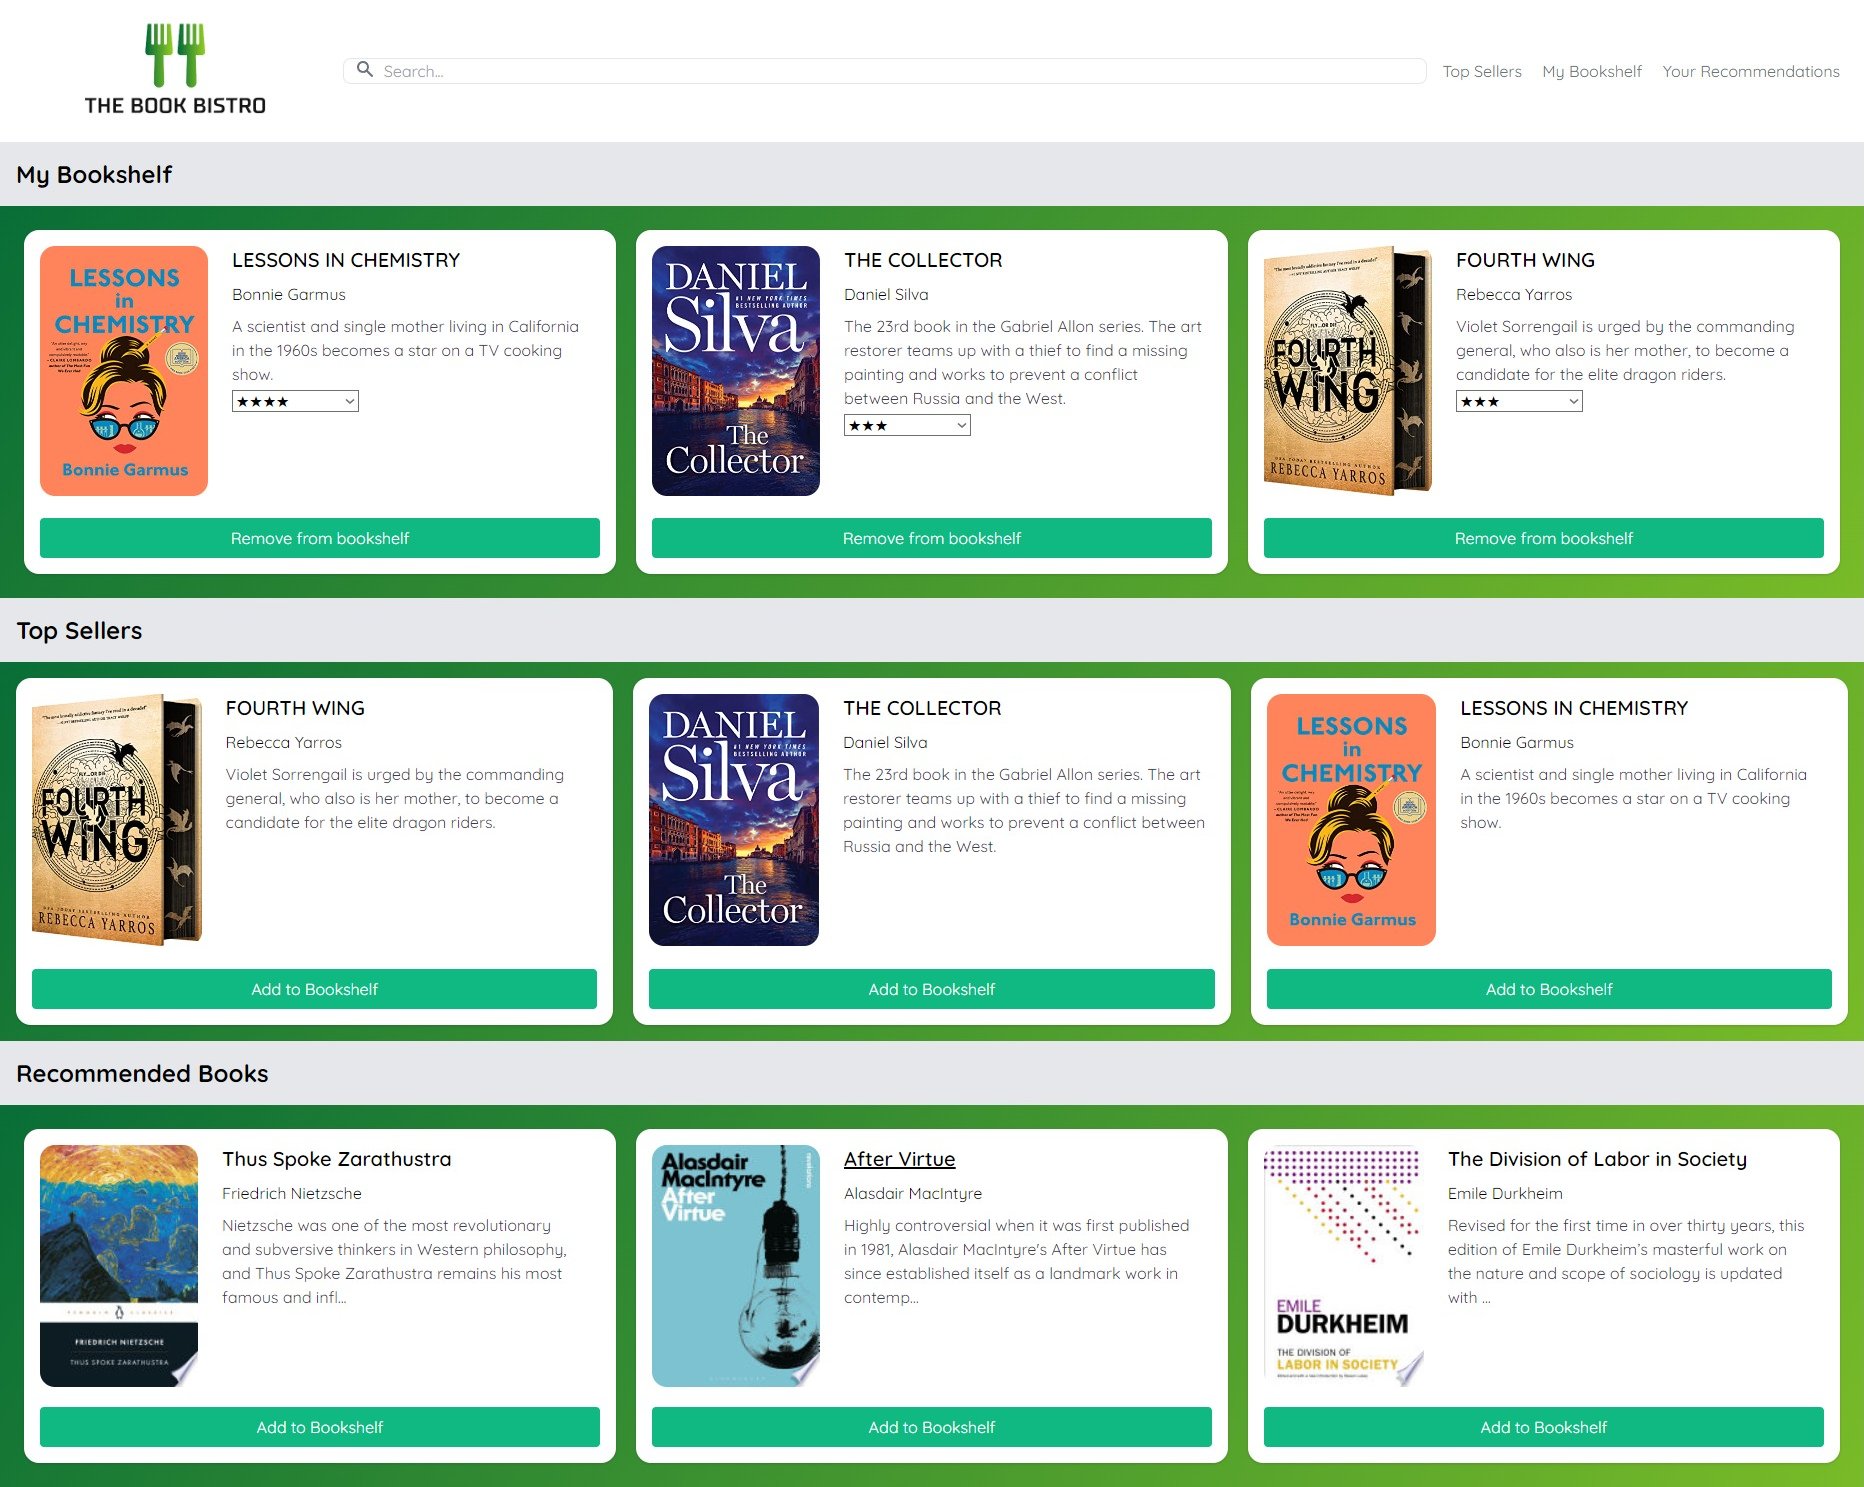 THE BOOK BISTRO
Search...
Top Sellers
My Bookshelf
Your Recommendations
My Bookshelf
LESSONS
in
CHEMISTRY
Bonnie Garmus
LESSONS IN CHEMISTRY
Bonnie Garmus
A scientist and single mother living in California
in the 1960s becomes a star on a TV cooking
show.
★★★★
Remove from bookshelf
DANIEL
Silva
#1 NEW YORK TIMES
BESTSELLING AUTHOR
The
Collector
THE COLLECTOR
Daniel Silva
The 23rd book in the Gabriel Allon series. The art
restorer teams up with a thief to find a missing
painting and works to prevent a conflict
between Russia and the West.
★★★
Remove from bookshelf
FLY...OR DIE
FOURTH
WING
USA TODAY BESTSELLING AUTHOR
REBECCA YARROS
FOURTH WING
Rebecca Yarros
Violet Sorrengail is urged by the commanding
general, who also is her mother, to become a
candidate for the elite dragon riders.
★★★
Remove from bookshelf
Top Sellers
FLY...OR DIE
FOURTH
WING
USA TODAY BESTSELLING AUTHOR
REBECCA YARROS
FOURTH WING
Rebecca Yarros
Violet Sorrengail is urged by the commanding
general, who also is her mother, to become a
candidate for the elite dragon riders.
Add to Bookshelf
DANIEL
Silva
#1 NEW YORK TIMES
BESTSELLING AUTHOR
The
Collector
THE COLLECTOR
Daniel Silva
The 23rd book in the Gabriel Allon series. The art
restorer teams up with a thief to find a missing
painting and works to prevent a conflict between
Russia and the West.
Add to Bookshelf
LESSONS
in
CHEMISTRY
Bonnie Garmus
LESSONS IN CHEMISTRY
Bonnie Garmus
A scientist and single mother living in California
in the 1960s becomes a star on a TV cooking
show.
Add to Bookshelf
Recommended Books
PENGUIN CLASSICS
FRIEDRICH NIETZSCHE
THUS SPOKE ZARATHUSTRA
Thus Spoke Zarathustra
Friedrich Nietzsche
Nietzsche was one of the most revolutionary
and subversive thinkers in Western philosophy,
and Thus Spoke Zarathustra remains his most
famous and infl...
Add to Bookshelf
Alasdair
MacIntyre
After
Virtue
revelations
BLOOMSBURY
After Virtue
Alasdair MacIntyre
Highly controversial when it was first published
in 1981, Alasdair MacIntyre's After Virtue has
since established itself as a landmark work in
contemp...
Add to Bookshelf
EMILE
DURKHEIM
THE DIVISION OF
LABOR IN SOCIETY
The Division of Labor in Society
Emile Durkheim
Revised for the first time in over thirty years, this
edition of Emile Durkheim's masterful work on
the nature and scope of sociology is updated
with ...
Add to Bookshelf